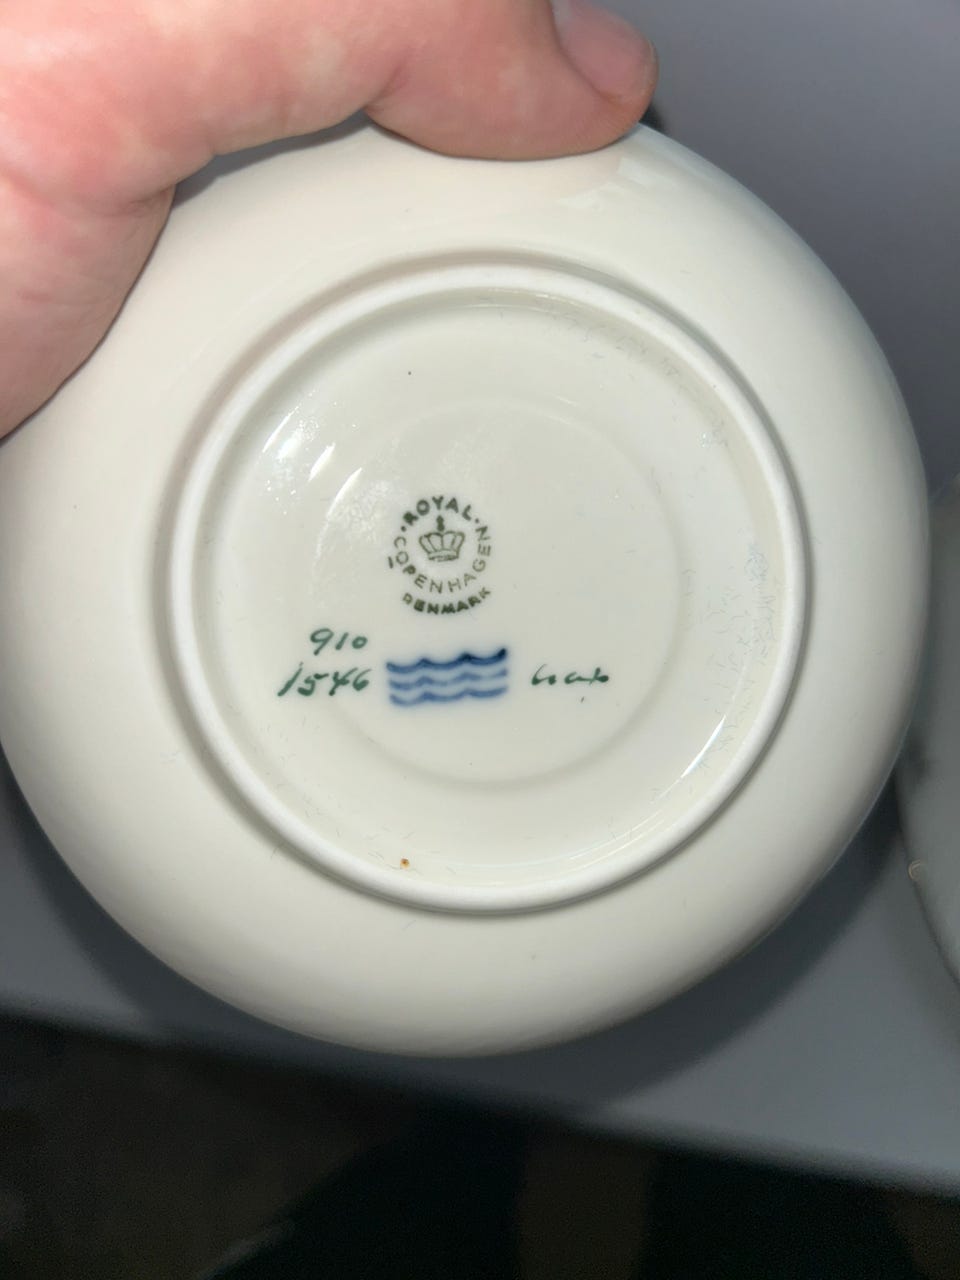 ROYAL
COPENHAGEN
DENMARK
910
1546